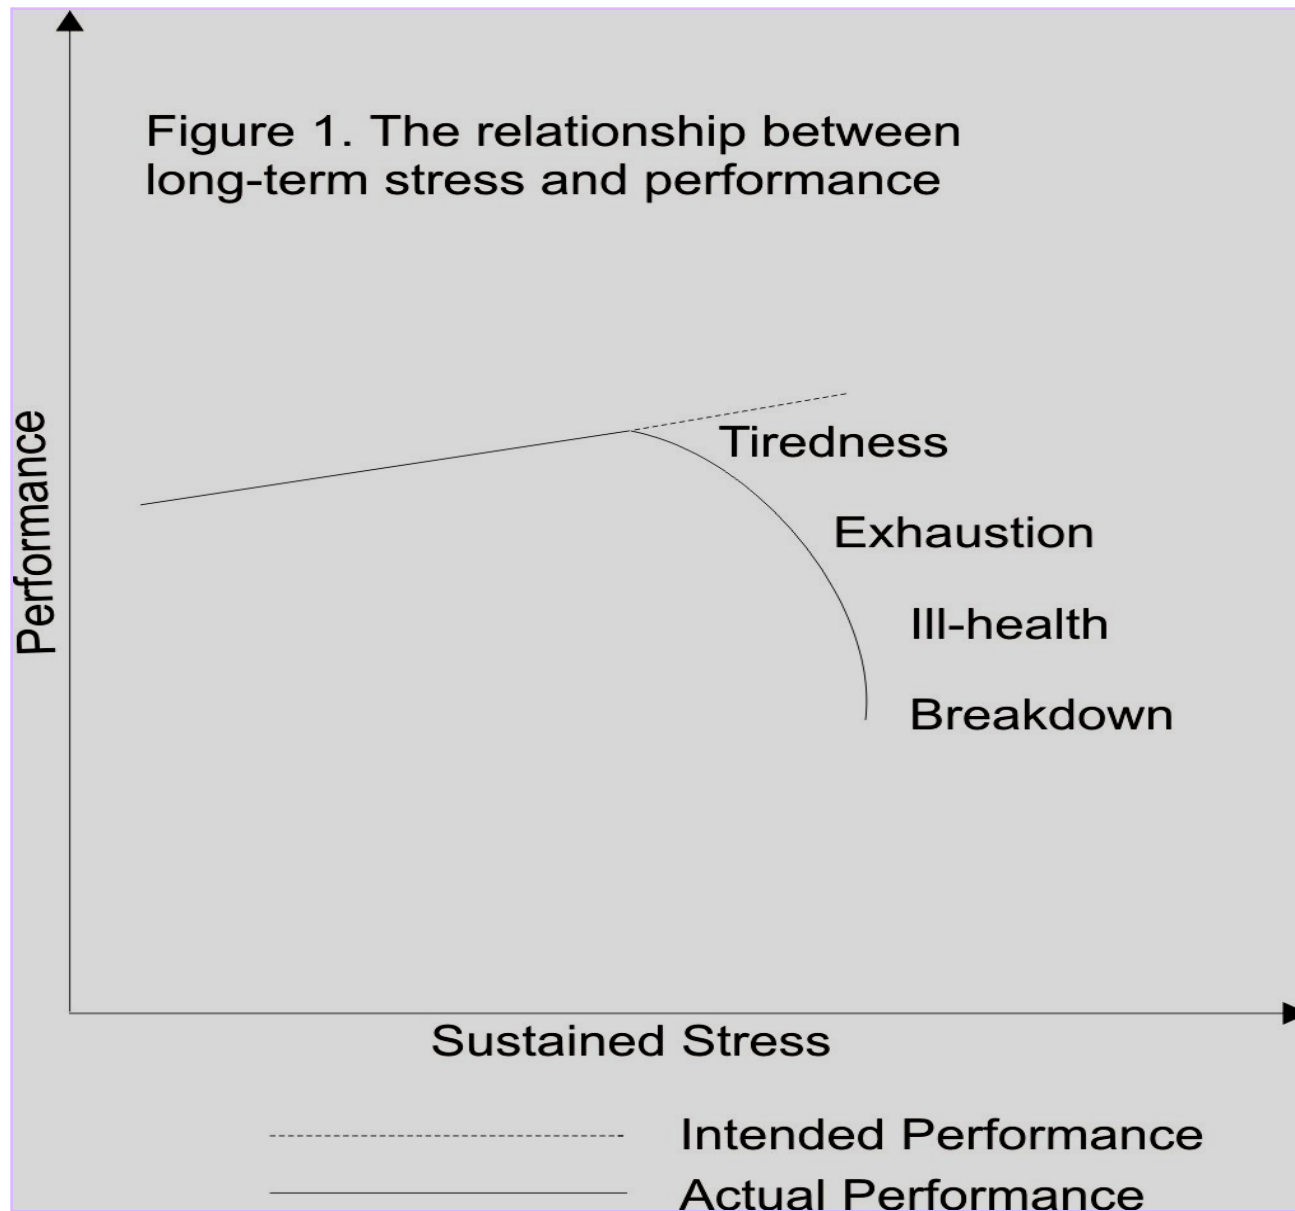 Figure 1. The relationship between
long-term stress and performance
Performance
Tiredness
Exhaustion
Ill-health
Breakdown
Sustained Stress
Intended Performance
Actual Performance